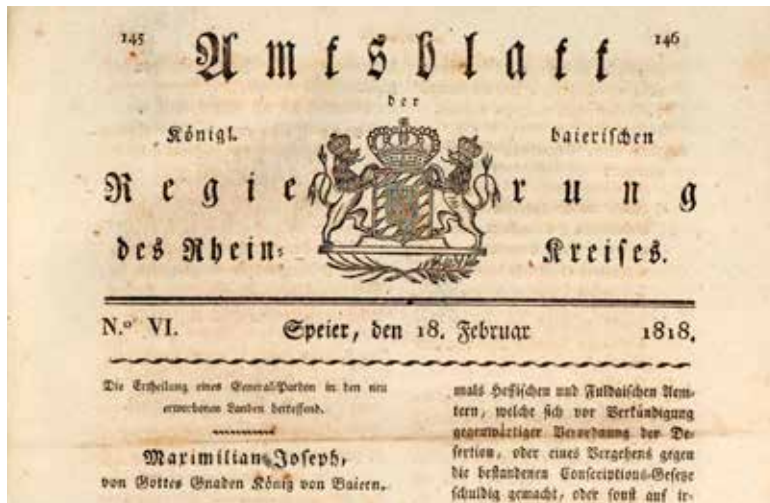 145 146
Amtsblatt
der
Königl. baierischen
Regierung
des Rhein- Kreises.
N.º VI. Speier, den 18. Februar 1818.
Die Ertheilung eines General-Pardon in den neu
erworbenen Landen betreffend.
Maximilian Joseph,
von Gottes Gnaden König von Baiern,
mals Hessischen und Fuldaischen Aem-
tern, welche sich vor Verkündigung
gegenwärtiger Verordnung der De-
sertion, oder eines Vergehens gegen
die bestandenen Conscriptions-Gesetze
schuldig gemacht, oder sonst auf ir-